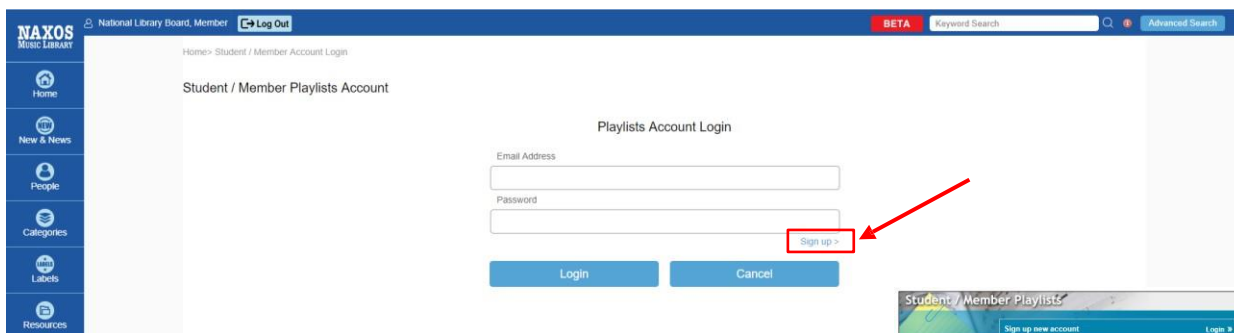 NAXOS
MUSIC LIBRARY
National Library Board, Member
Log Out
BETA
Keyword Search
Advanced Search
Home
NEW
New & News
People
Categories
LABELS
Labels
Resources
Home> Student / Member Account Login
Student / Member Playlists Account
Playlists Account Login
Email Address
Password
Sign up >
Login
Cancel
Student / Member Playlists
Sign up new account
Login »